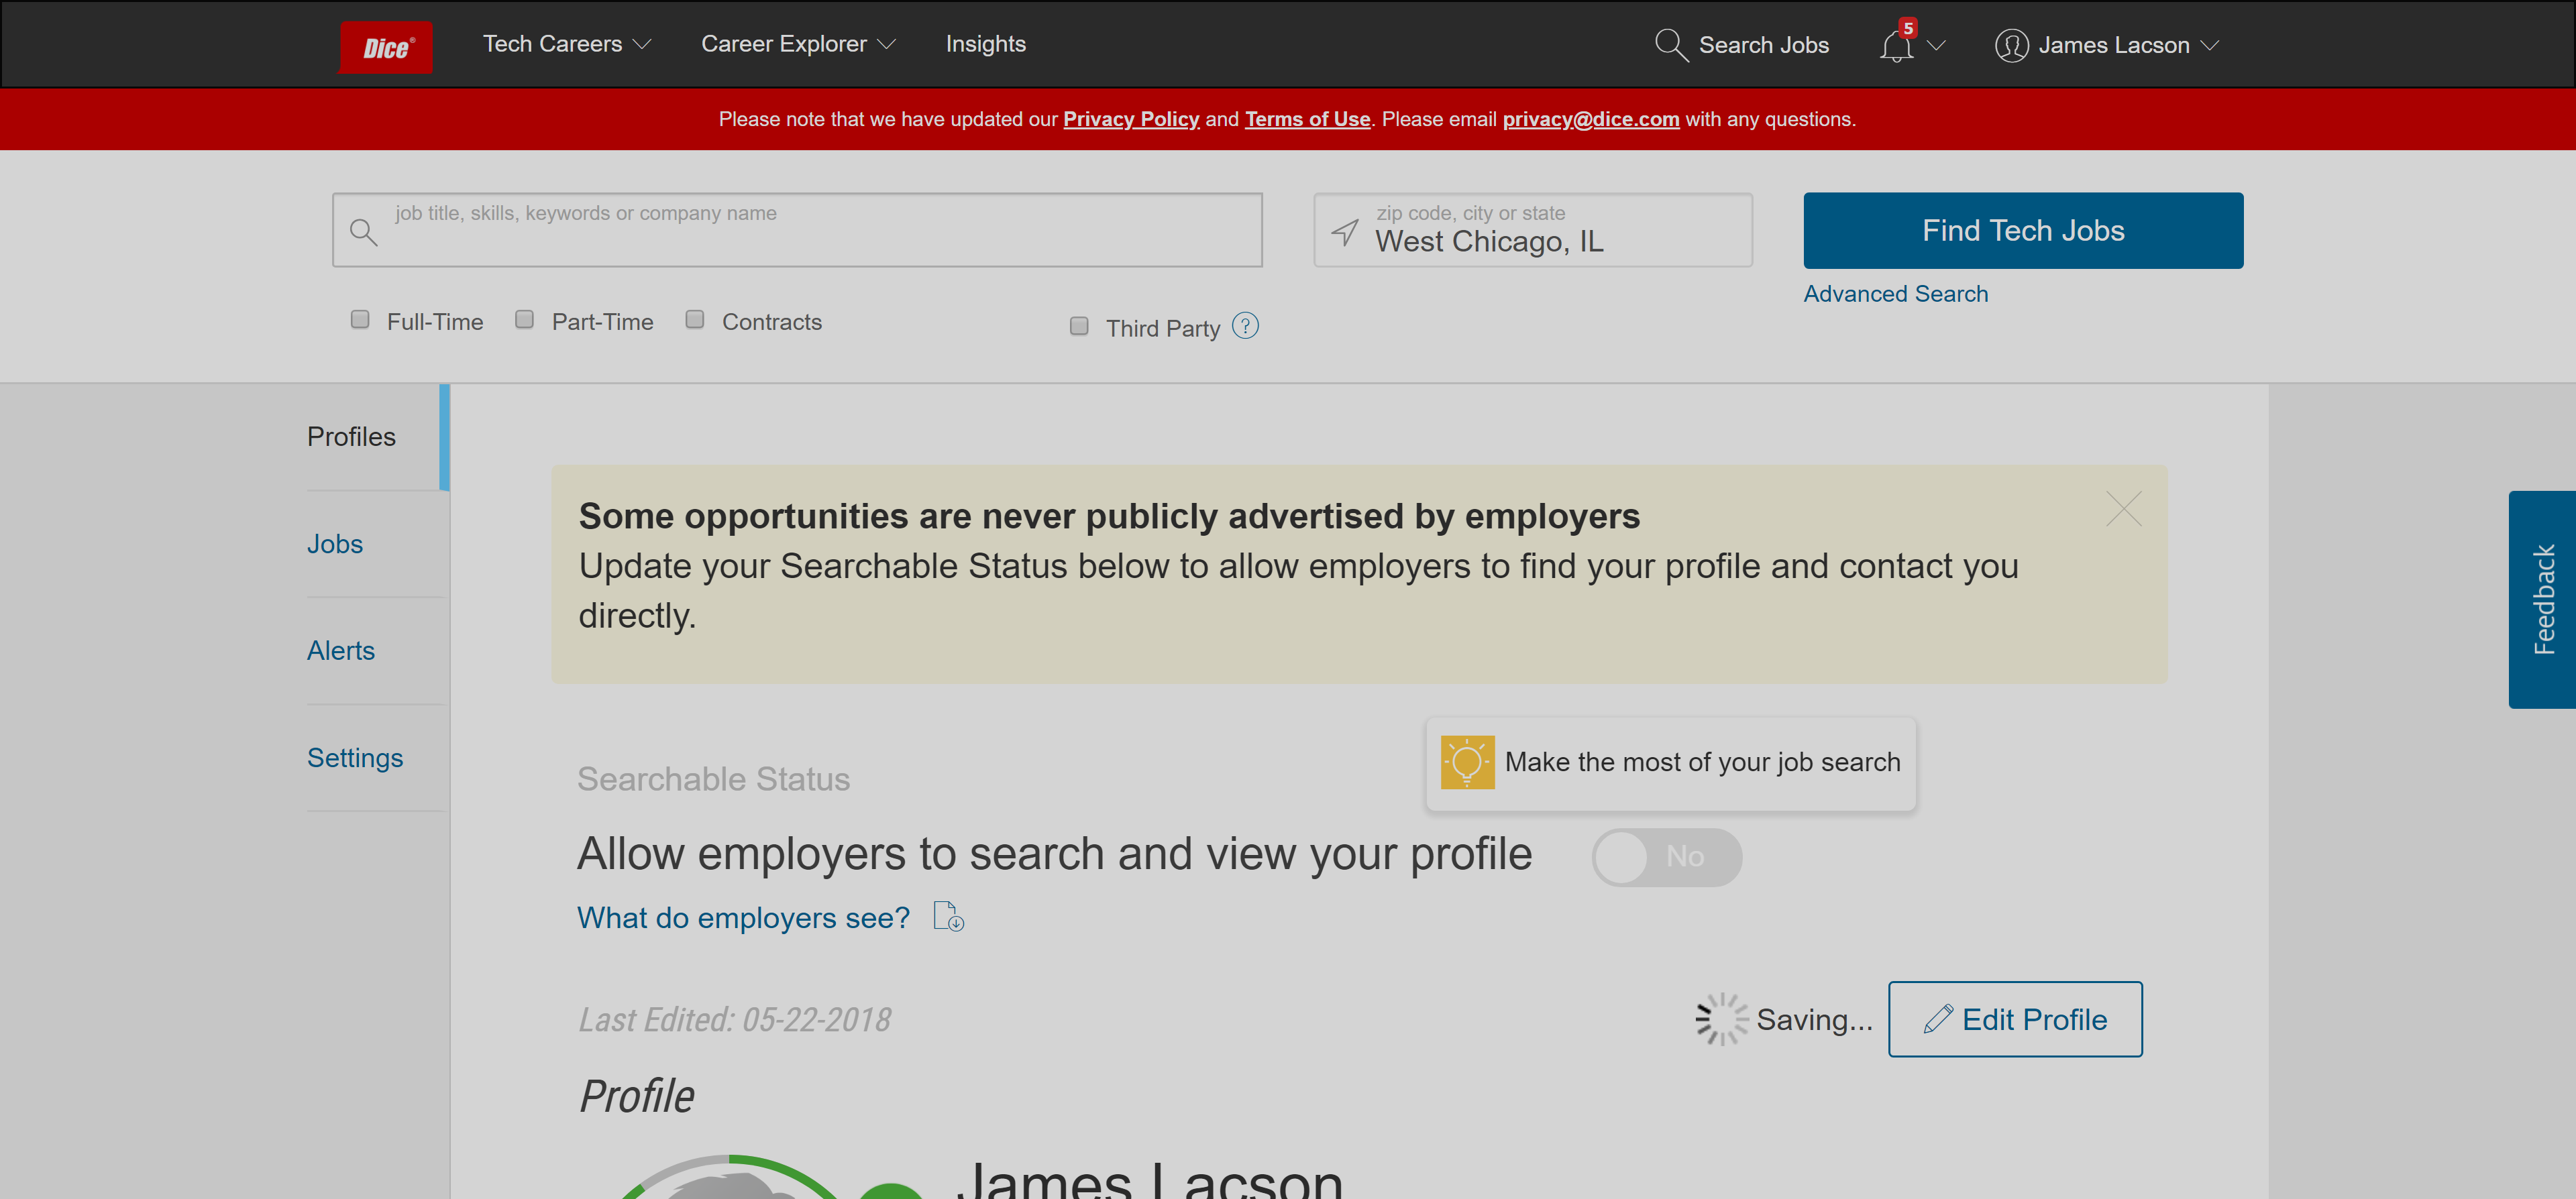 Dice®
Tech Careers
Career Explorer
Insights
Search Jobs
5
James Lacson
Please note that we have updated our Privacy Policy and Terms of Use. Please email privacy@dice.com with any questions.
job title, skills, keywords or company name
zip code, city or state
West Chicago, IL
Find Tech Jobs
Advanced Search
Full-Time
Part-Time
Contracts
Third Party ?
Profiles
Jobs
Alerts
Settings
Some opportunities are never publicly advertised by employers
Update your Searchable Status below to allow employers to find your profile and contact you
directly.
Feedback
Make the most of your job search
Searchable Status
Allow employers to search and view your profile
No
What do employers see?
Last Edited: 05-22-2018
Saving...
Edit Profile
Profile
James Lacson